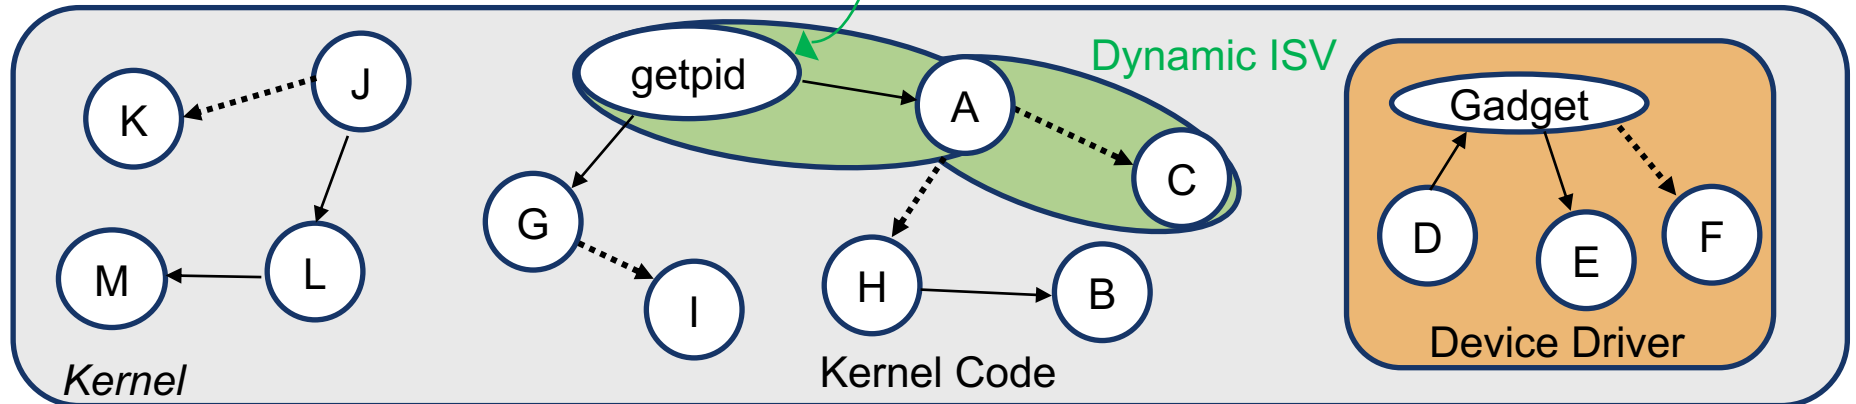 Dynamic ISV
getpid
J
K
A
Gadget
C
G
D
F
E
M
L
I
H
B
Device Driver
Kernel
Kernel Code